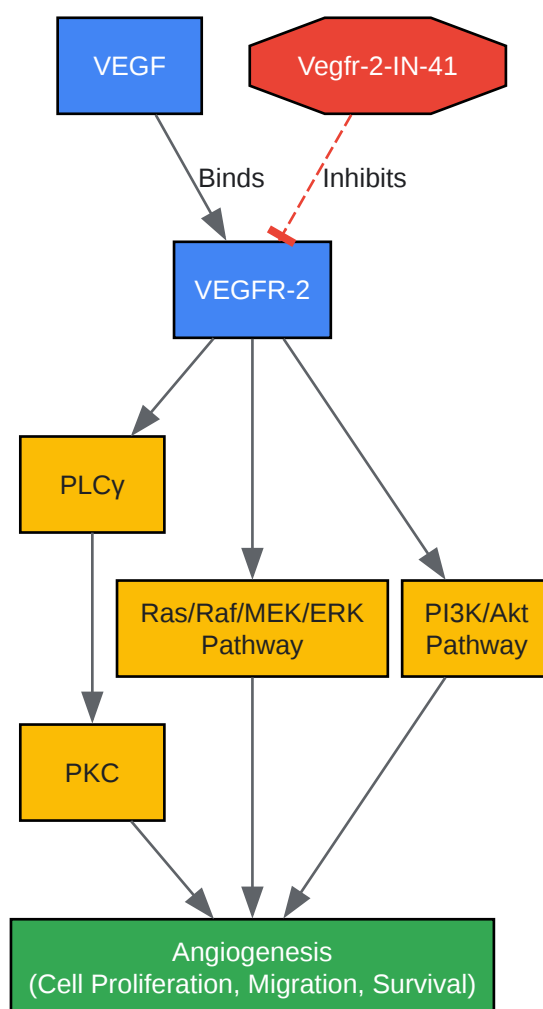 VEGF
Vegfr-2-IN-41
Binds
Inhibits
VEGFR-2
PLCγ
Ras/Raf/MEK/ERK
Pathway
PI3K/Akt
Pathway
PKC
Angiogenesis
(Cell Proliferation, Migration, Survival)